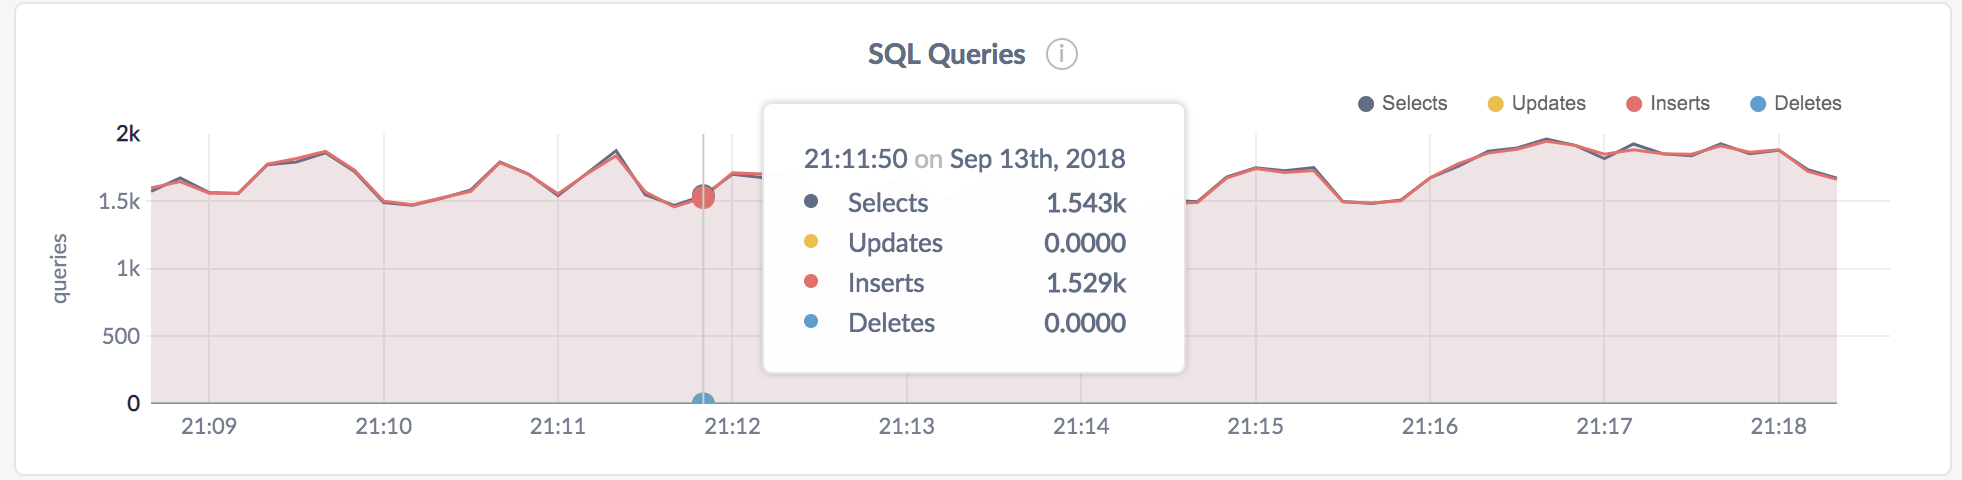 SQL Queries i
Selects Updates Inserts Deletes
2k
1.5k
1k
500
0
queries
21:11:50 on Sep 13th, 2018
Selects 1.543k
Updates 0.0000
Inserts 1.529k
Deletes 0.0000
21:09 21:10 21:11 21:12 21:13 21:14 21:15 21:16 21:17 21:18